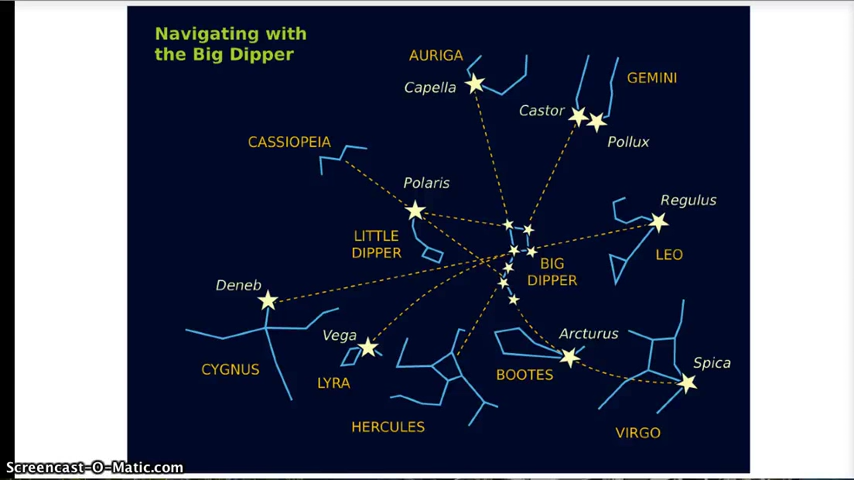 Navigating with
the Big Dipper
AURIGA
Capella
GEMINI
Castor
Pollux
CASSIOPEIA
Polaris
Regulus
LITTLE
DIPPER
LEO
BIG
DIPPER
Deneb
Vega
Arcturus
CYGNUS
LYRA
BOOTES
Spica
HERCULES
VIRGO
Screencast-O-Matic.com